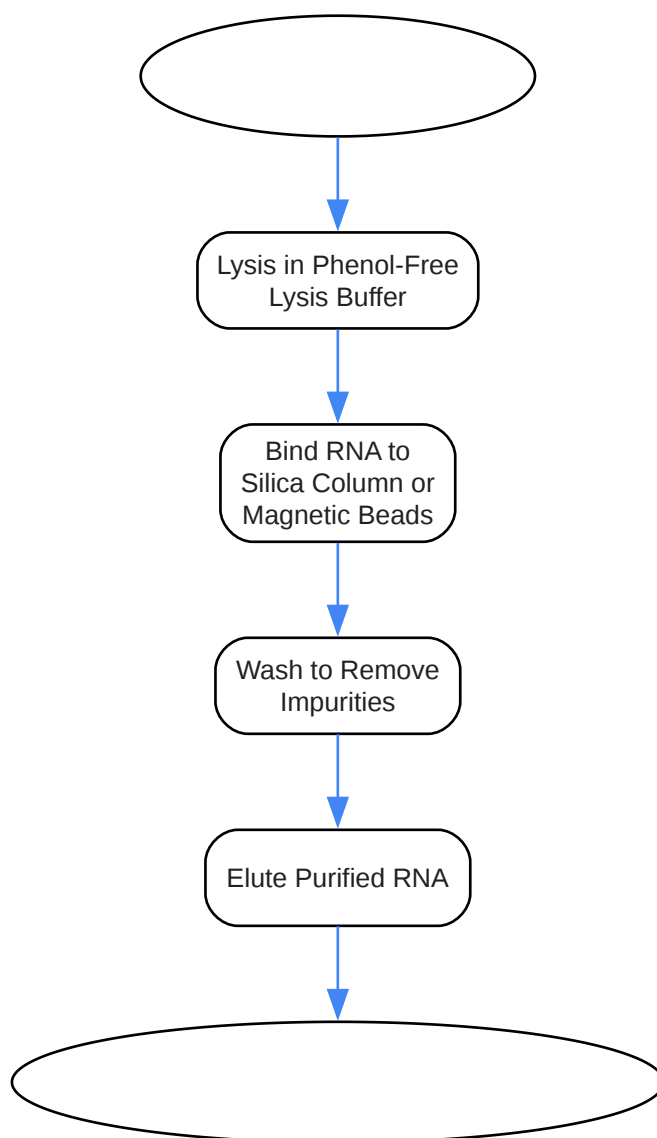 Lysis in Phenol-Free
Lysis Buffer
Bind RNA to
Silica Column or
Magnetic Beads
Wash to Remove
Impurities
Elute Purified RNA